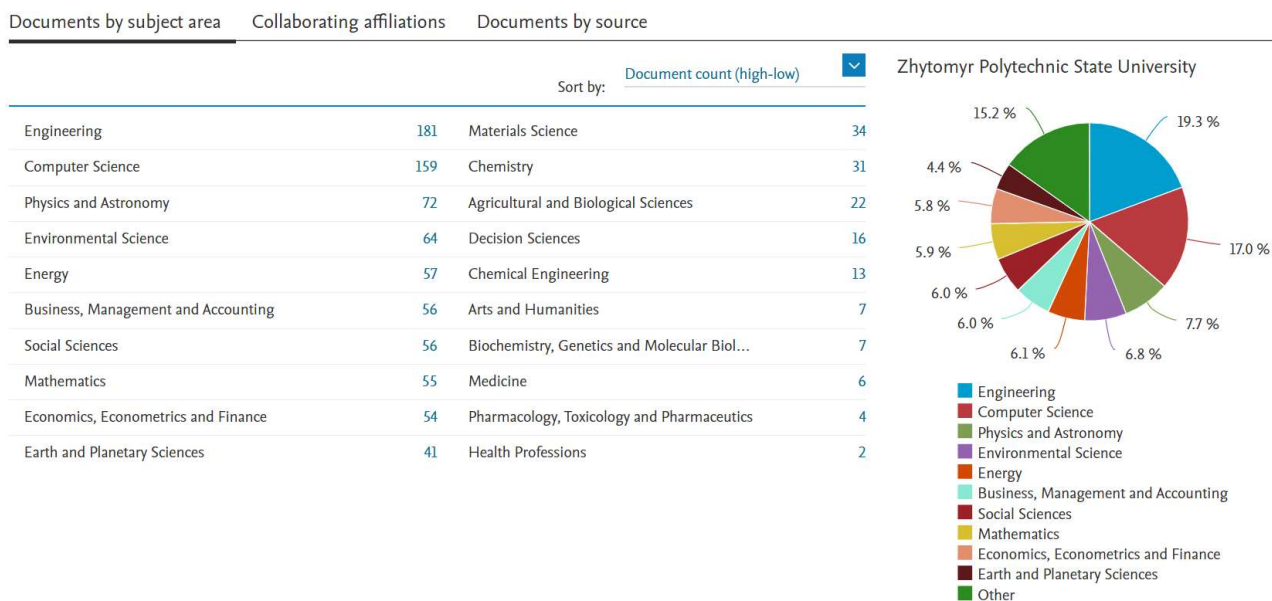 Documents by subject area Collaborating affiliations Documents by source
Sort by: Document count (high-low)
Engineering 181 Materials Science 34
Computer Science 159 Chemistry 31
Physics and Astronomy 72 Agricultural and Biological Sciences 22
Environmental Science 64 Decision Sciences 16
Energy 57 Chemical Engineering 13
Business, Management and Accounting 56 Arts and Humanities 7
Social Sciences 56 Biochemistry, Genetics and Molecular Biol... 7
Mathematics 55 Medicine 6
Economics, Econometrics and Finance 54 Pharmacology, Toxicology and Pharmaceutics 4
Earth and Planetary Sciences 41 Health Professions 2
Zhytomyr Polytechnic State University
15.2 %
19.3 %
4.4 %
5.8 %
5.9 %
17.0 %
6.0 %
6.0 %
7.7 %
6.1 %
6.8 %
Engineering
Computer Science
Physics and Astronomy
Environmental Science
Energy
Business, Management and Accounting
Social Sciences
Mathematics
Economics, Econometrics and Finance
Earth and Planetary Sciences
Other